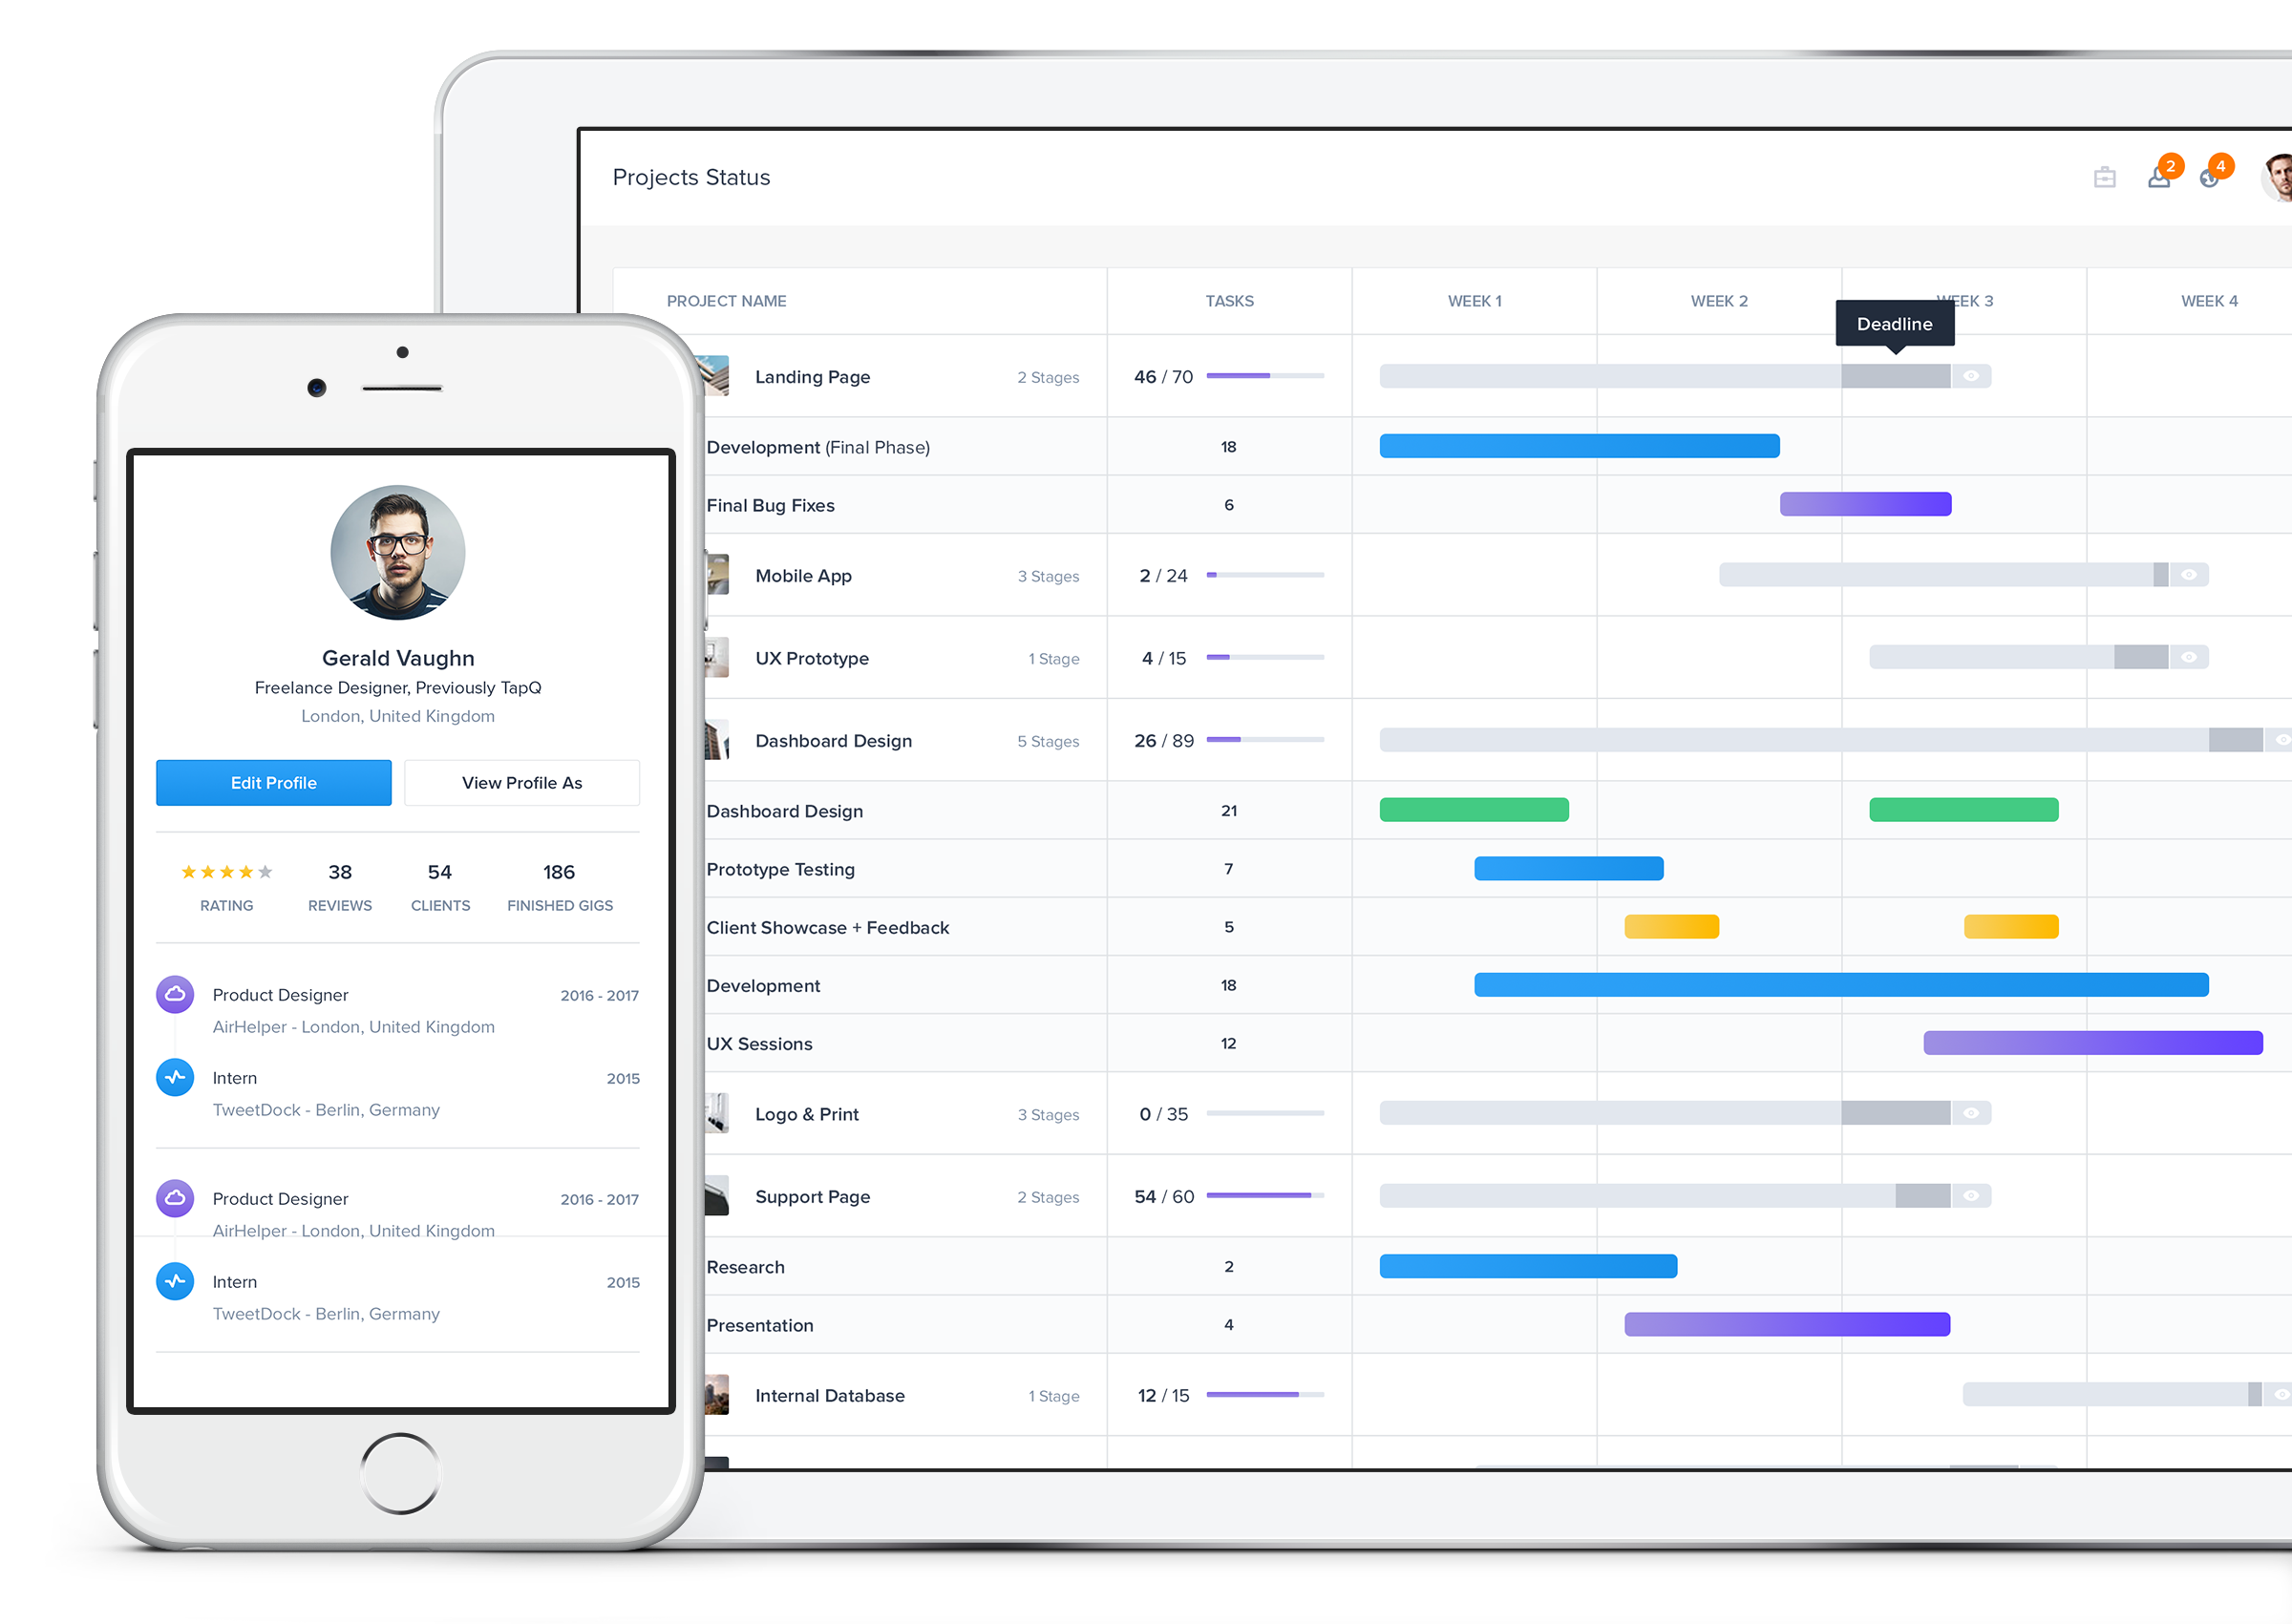 Projects Status
2
4
PROJECT NAME TASKS WEEK 1 WEEK 2 WEEK 3 WEEK 4
Deadline
Landing Page 2 Stages 46 / 70
Development (Final Phase) 18
Final Bug Fixes 6
Mobile App 3 Stages 2 / 24
UX Prototype 1 Stage 4 / 15
Dashboard Design 5 Stages 26 / 89
Dashboard Design 21
Prototype Testing 7
Client Showcase + Feedback 5
Development 18
UX Sessions 12
Logo & Print 3 Stages 0 / 35
Support Page 2 Stages 54 / 60
Research 2
Presentation 4
Internal Database 1 Stage 12 / 15
Gerald Vaughn
Freelance Designer, Previously TapQ
London, United Kingdom
Edit Profile View Profile As
38 54 186
RATING REVIEWS CLIENTS FINISHED GIGS
Product Designer 2016 - 2017
AirHelper - London, United Kingdom
Intern 2015
TweetDock - Berlin, Germany
Product Designer 2016 - 2017
AirHelper - London, United Kingdom
Intern 2015
TweetDock - Berlin, Germany